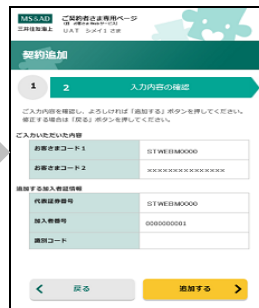 MS&AD
三井住友海上
ご契約者さま専用ページ
UAT シメイ1 さま
契約追加
1
2 入力内容の確認
ご入力内容を確認し、よろしければ「追加する」ボタンを押してください。
修正する場合は「戻る」ボタンを押してください。
ご入力いただいた内容
お客さまコード1 STWEBM0000
お客さまコード2 ×××××××××××××××
追加する加入者証情報
代表証券番号 STWEBM0000
加入者番号 0000000001
識別コード
戻る
追加する